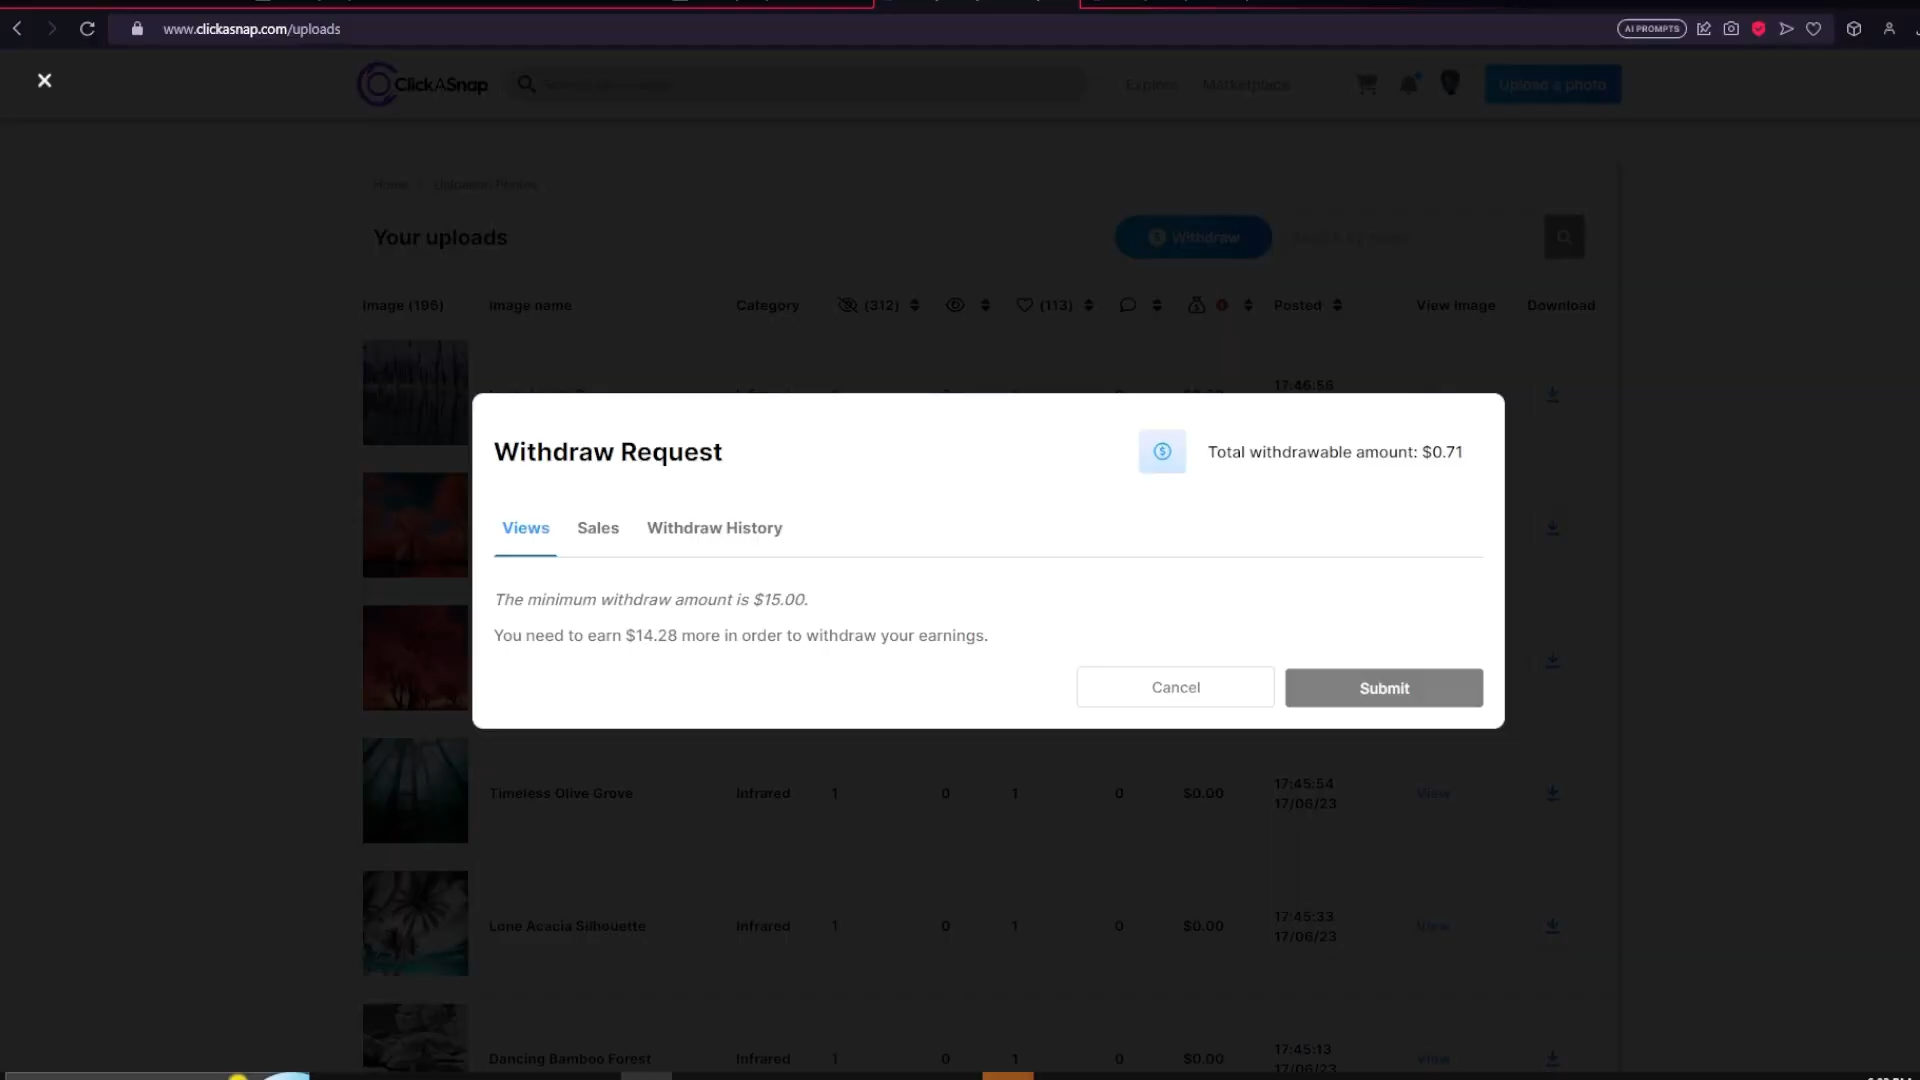 www.clickasnap.com/uploads
AI PROMPTS
ClickASnap
Explore
Marketplace
Upload a photo
Home
Uploaded Photos
Your uploads
Withdraw
Image (196)
Image name
Category
(312)
(113)
Posted
View Image
Download
17:46:56
Withdraw Request
Total withdrawable amount: $0.71
Views
Sales
Withdraw History
The minimum withdraw amount is $15.00.
You need to earn $14.28 more in order to withdraw your earnings.
Cancel
Submit
Timeless Olive Grove
Infrared
1
0
1
0
$0.00
17:45:54
17/06/23
View
Lone Acacia Silhouette
Infrared
1
0
1
0
$0.00
17:45:33
17/06/23
View
Dancing Bamboo Forest
Infrared
1
0
1
0
$0.00
17:45:13
17/06/23
View